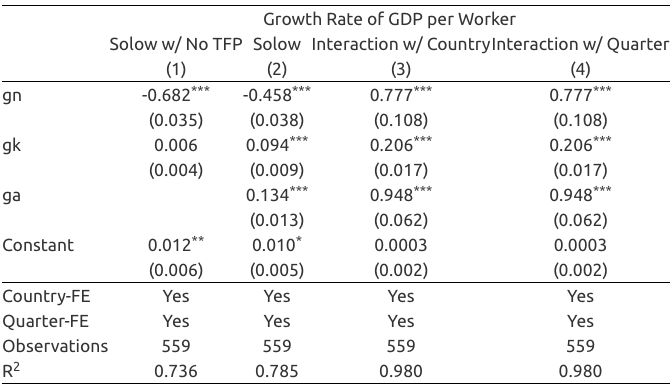 Growth Rate of GDP per Worker
Solow w/ No TFP Solow Interaction w/ Country Interaction w/ Quarter
(1) (2) (3) (4)
gn -0.682*** -0.458*** 0.777*** 0.777***
(0.035) (0.038) (0.108) (0.108)
gk 0.006 0.094*** 0.206*** 0.206***
(0.004) (0.009) (0.017) (0.017)
ga 0.134*** 0.948*** 0.948***
(0.013) (0.062) (0.062)
Constant 0.012** 0.010* 0.0003 0.0003
(0.006) (0.005) (0.002) (0.002)
Country-FE Yes Yes Yes Yes
Quarter-FE Yes Yes Yes Yes
Observations 559 559 559 559
R2 0.736 0.785 0.980 0.980